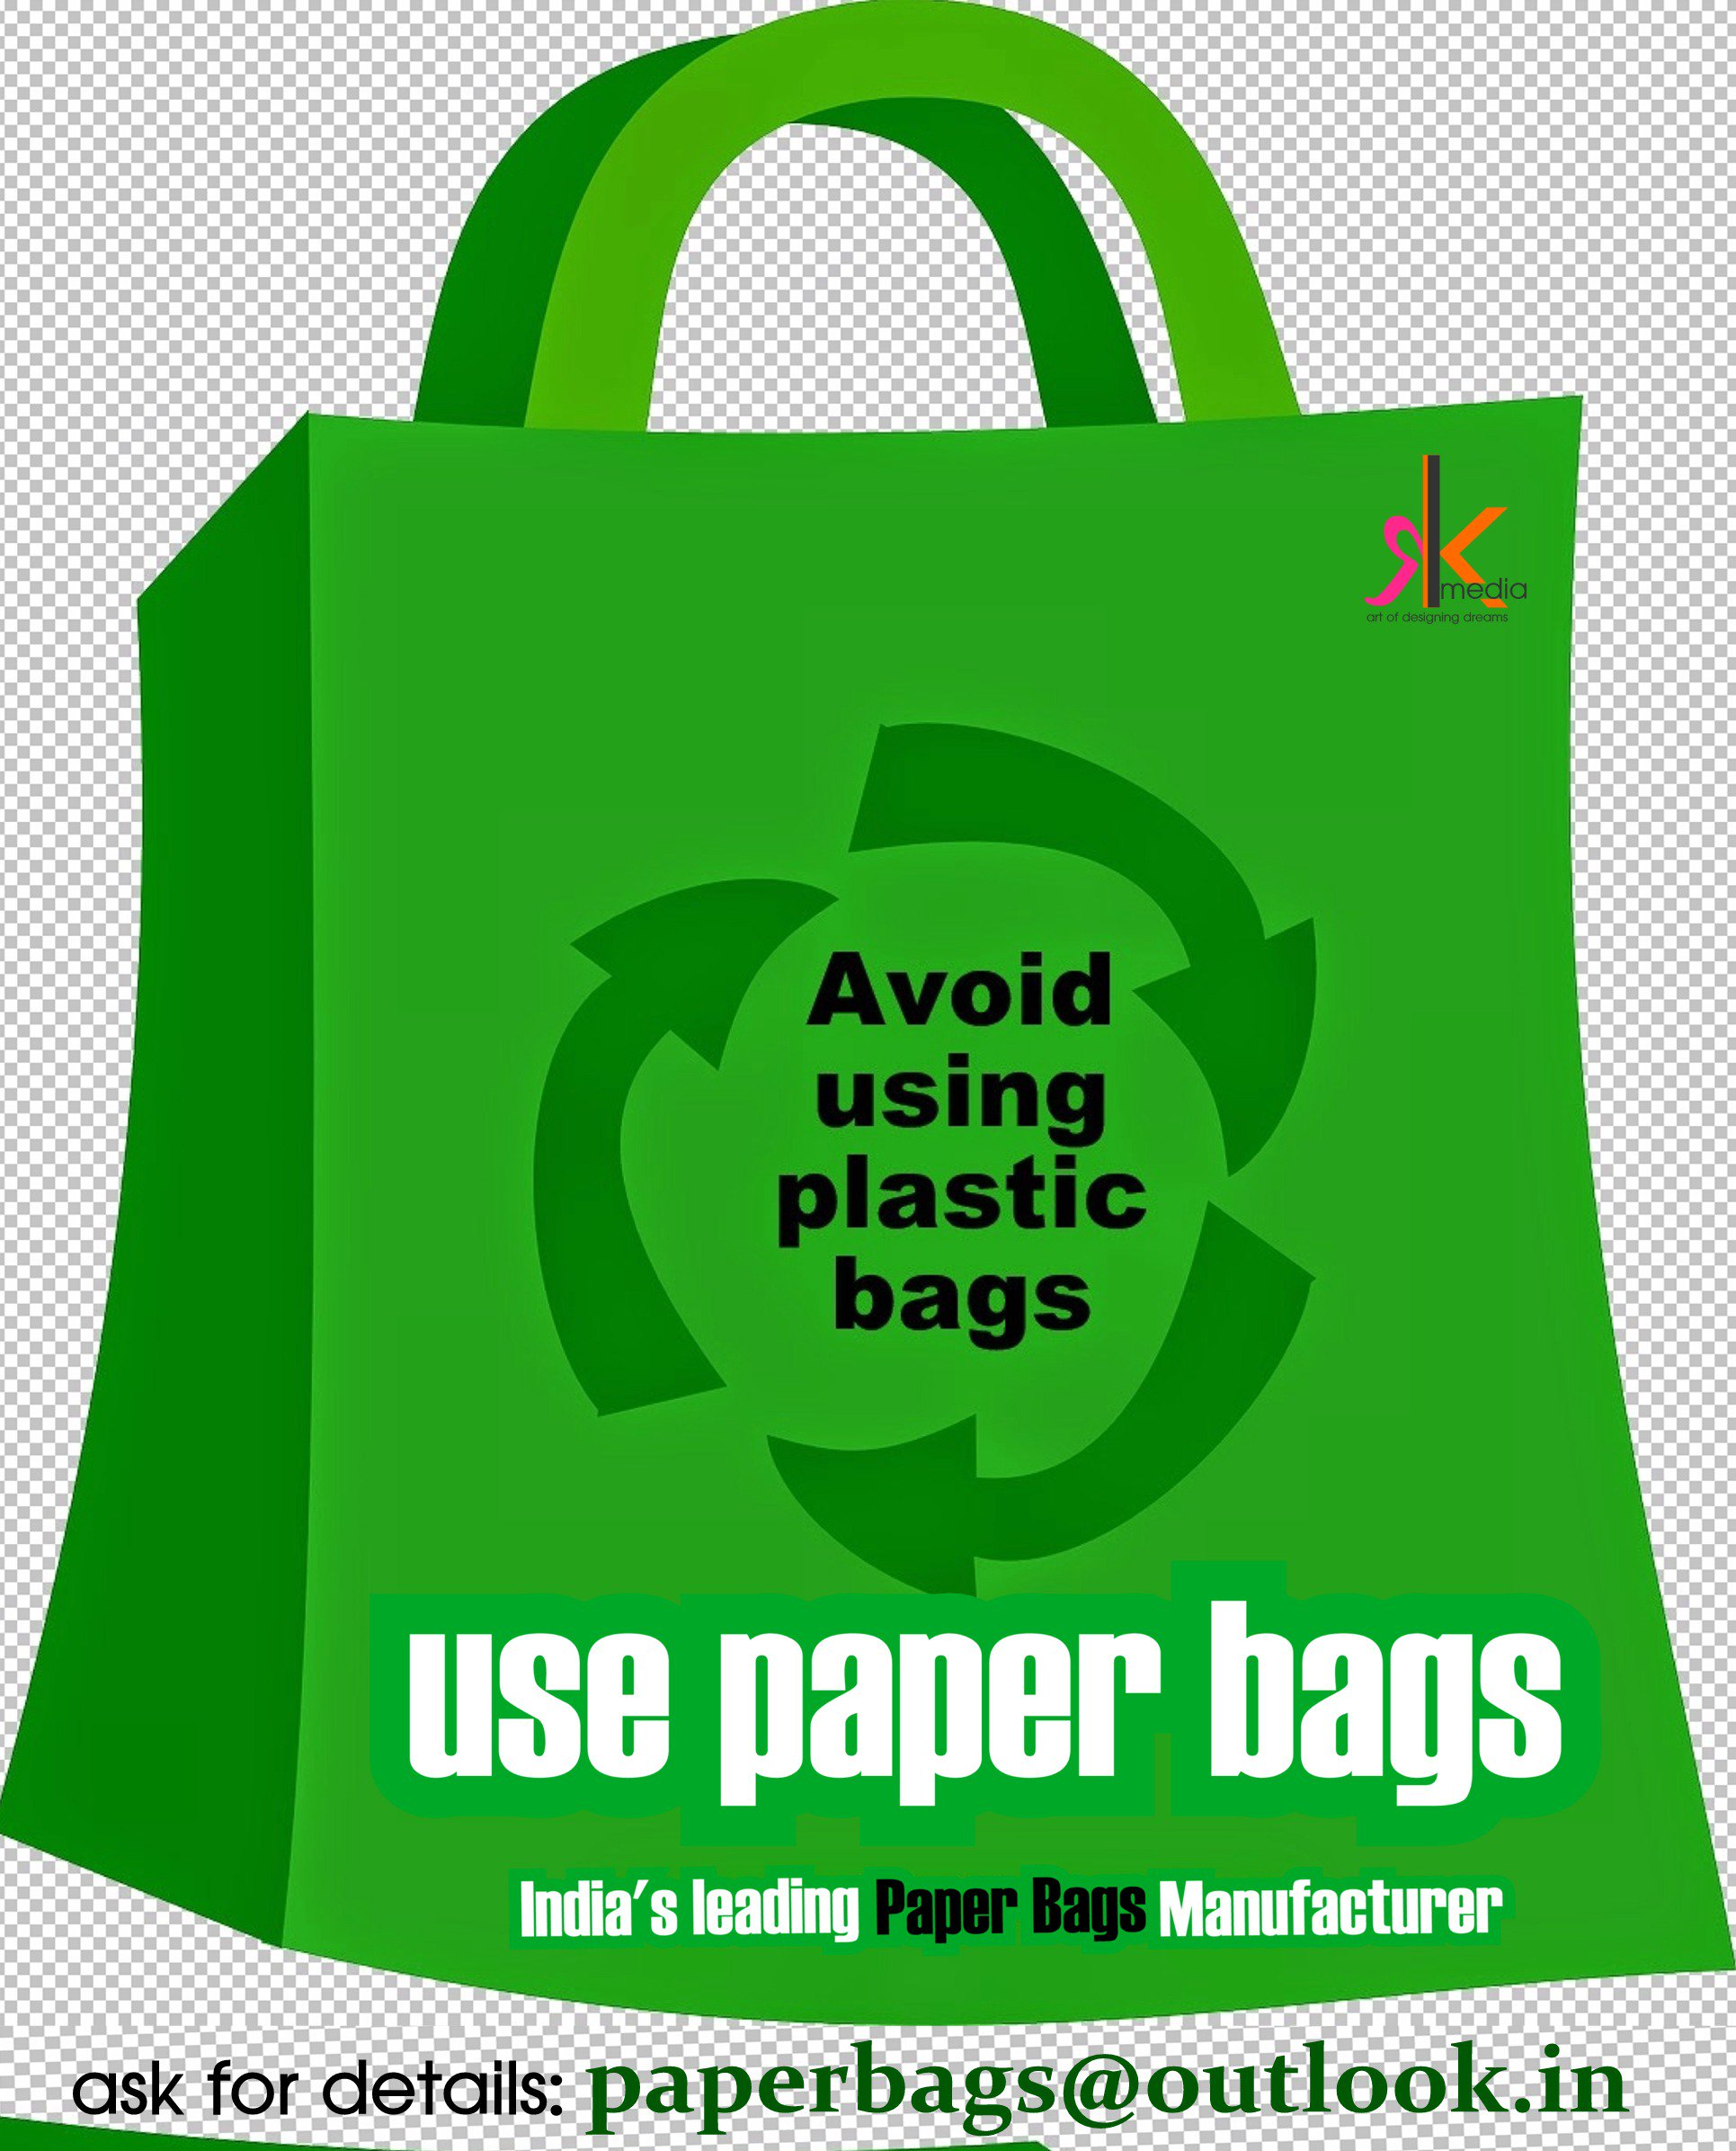 RK
media
art of designing dreams
Avoid
using
plastic
bags
use paper bags
India's leading Paper Bags Manufacturer
ask for details: paperbags@outlook.in